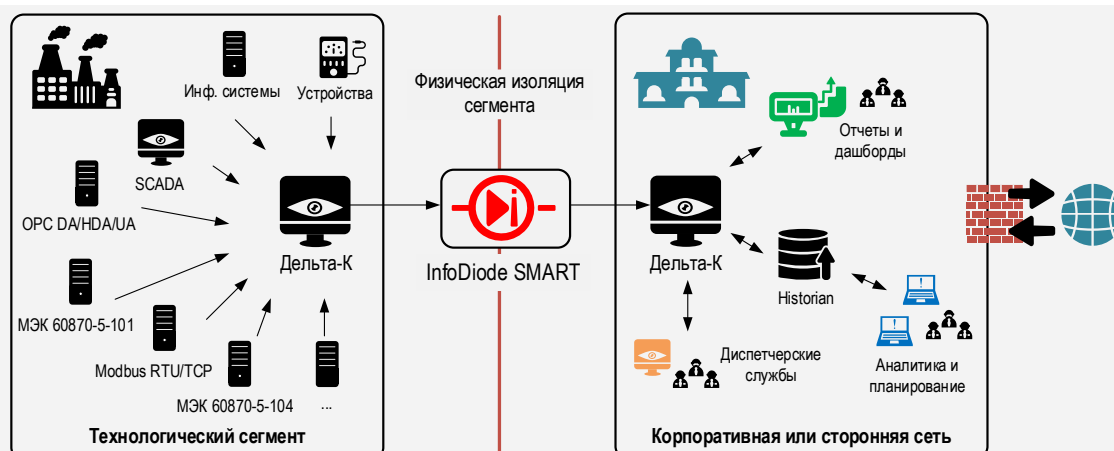 Инф. системы
Устройства
SCADA
ОРС DA/HDA/UA
Дельта-К
МЭК 60870-5-101
Modbus RTU/TCP
МЭК 60870-5-104
...
Технологический сегмент
Физическая изоляция
сегмента
InfoDiode SMART
Отчеты и
дашборды
Дельта-К
Historian
Диспетчерские
службы
Аналитика и
планирование
Корпоративная или сторонняя сеть